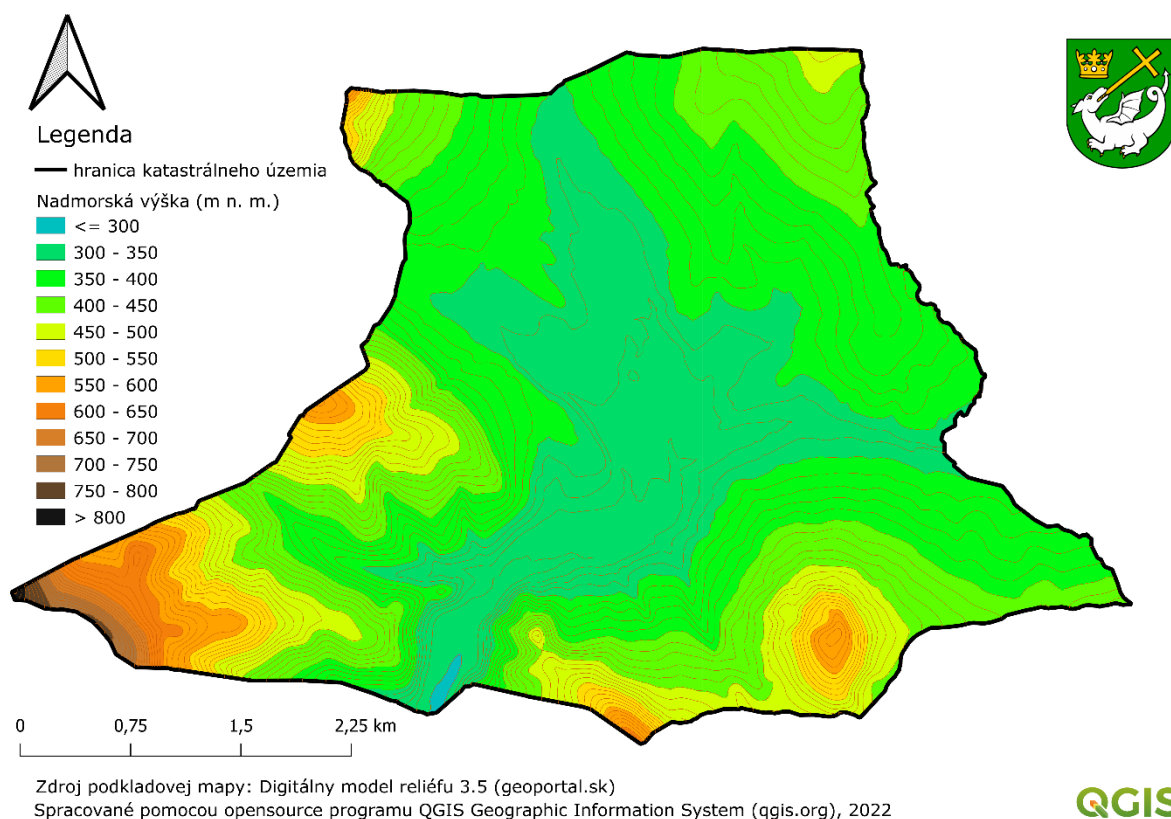 Legenda
hranica katastrálneho územia
Nadmorská výška (m n. m.)
<= 300
300 - 350
350 - 400
400 - 450
450 - 500
500 - 550
550 - 600
600 - 650
650 - 700
700 - 750
750 - 800
> 800
0 0,75 1,5 2,25 km
Zdroj podkladovej mapy: Digitálny model reliéfu 3.5 (geoportal.sk)
Spracované pomocou opensource programu QGIS Geographic Information System (qgis.org), 2022
QGIS